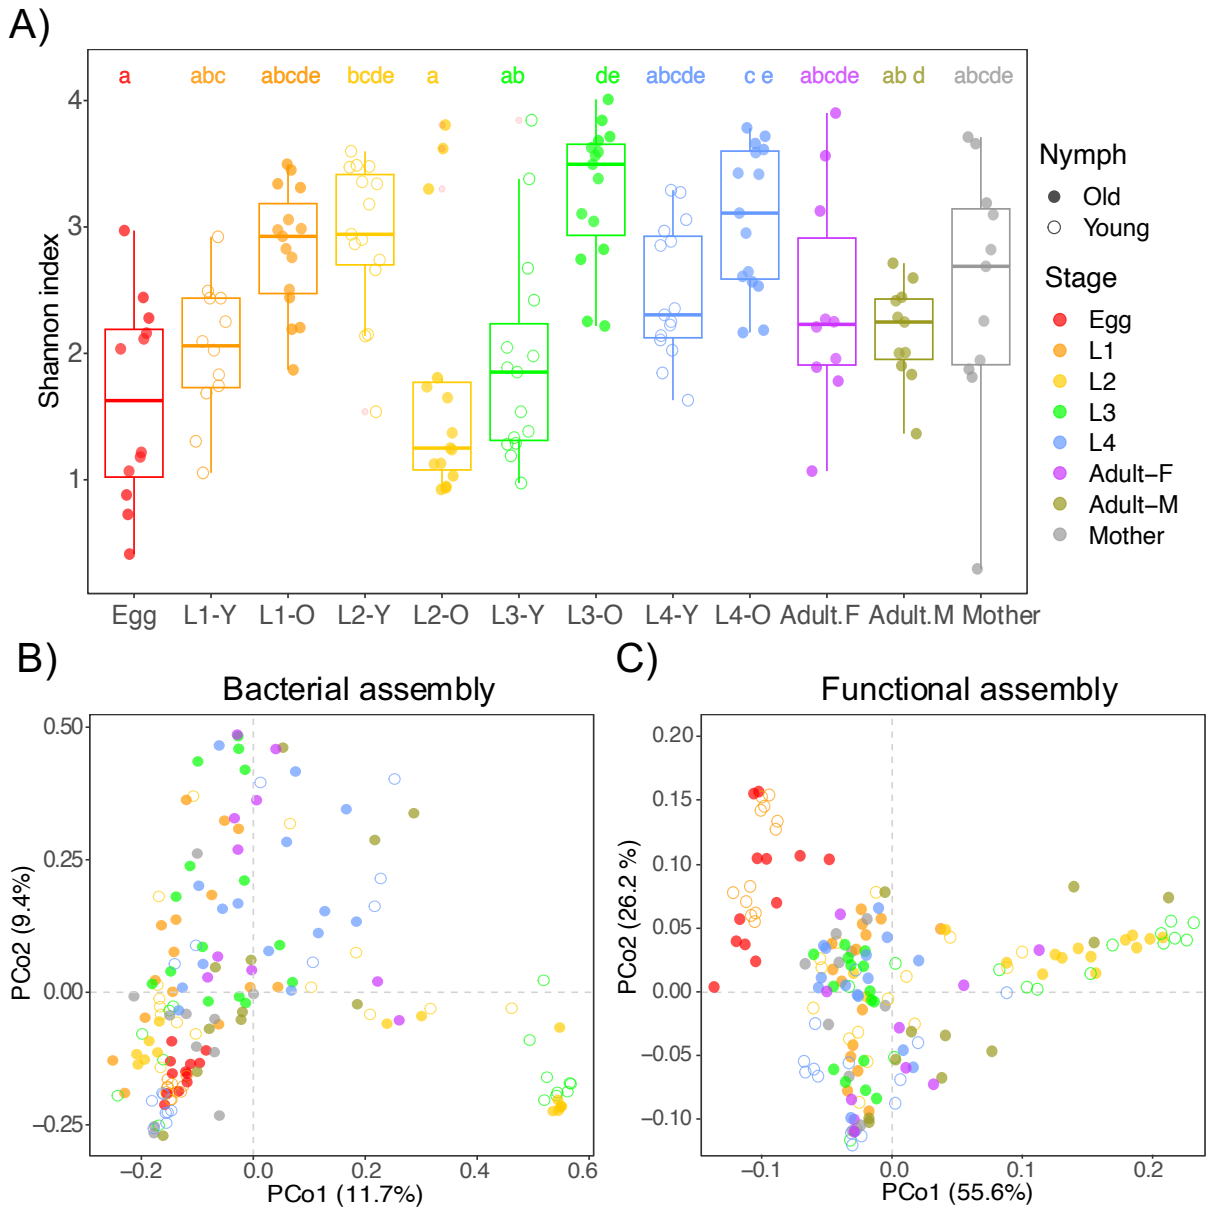 A)
a abc abcde bcde a ab de abcde c e abcde ab d abcde
4
3
2
1
Shannon index
Egg L1-Y L1-O L2-Y L2-O L3-Y L3-O L4-Y L4-O Adult.F Adult.M Mother
Nymph
Old
Young
Stage
Egg
L1
L2
L3
L4
Adult-F
Adult-M
Mother
B)
Bacterial assembly
0.50
0.25
0.00
−0.25
PCo2 (9.4%)
−0.2 0.0 0.2 0.4 0.6
PCo1 (11.7%)
C)
Functional assembly
0.20
0.15
0.10
0.05
0.00
−0.05
−0.10
PCo2 (26.2 %)
−0.1 0.0 0.1 0.2
PCo1 (55.6%)